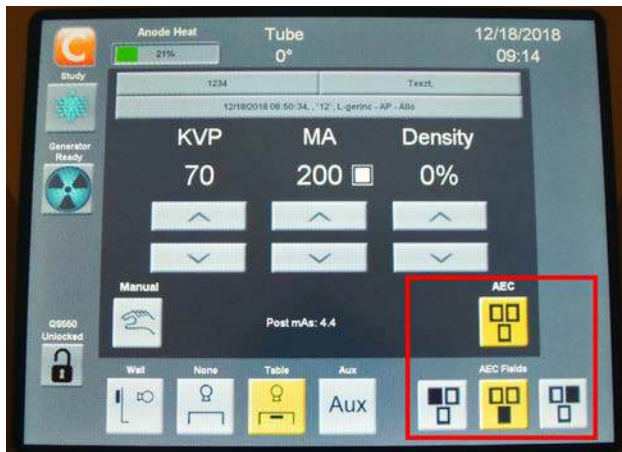 C
Anode Heat
21%
Tube
0°
12/18/2018
09:14
Study
1234
Teszt,
12/18/2018 08:50:34, , '12', L-gerinc - AP - Álló
Generator
Ready
KVP
MA
Density
70
200
0%
Manual
AEC
Post mAs: 4.4
QS550
Unlocked
Wall
None
Table
Aux
AEC Fields
Aux